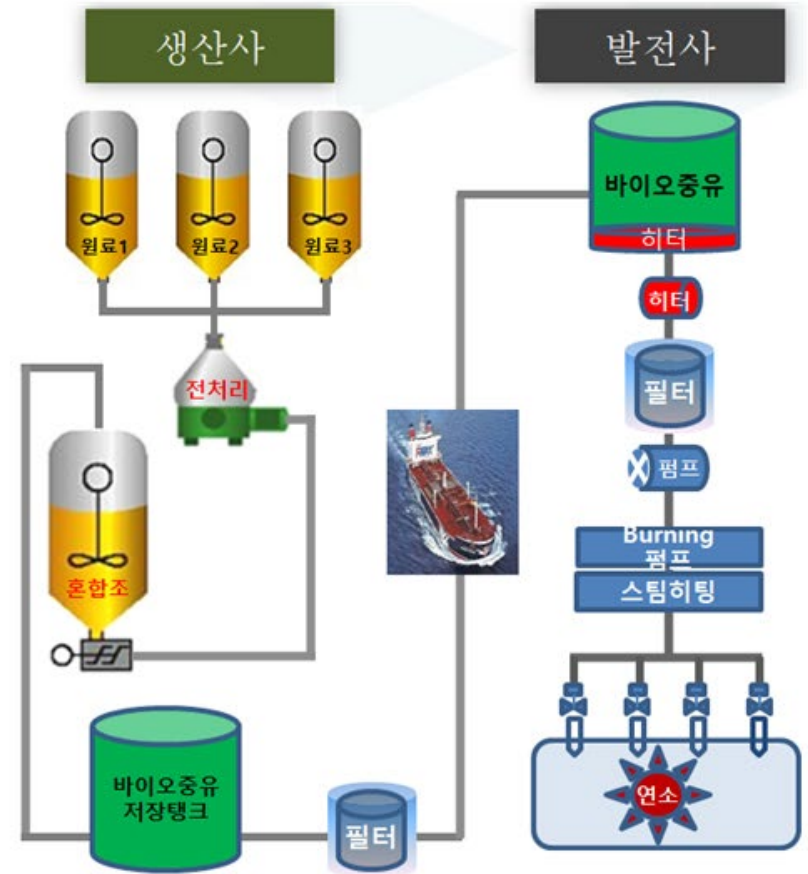 생산사
발전사
원료1
원료2
원료3
전처리
혼합조
바이오중유
저장탱크
필터
바이오중유
히터
히터
필터
펌프
Burning
펌프
스팀히팅
연소